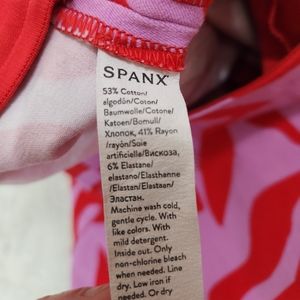 SPANX
53% Cotton/
algodón/Coton/
Baumwolle/Cotone/
Katoen/Bomull/
Хлопок, 41% Rayon
/rayón/Soie
artificielle/Вискоза,
6% Elastane/
elastano/Elasthanne
/Elastan/Elastaan/
Эластан.
Machine wash cold,
gentle cycle. With
like colors. With
mild detergent.
Inside out. Only
non-chlorine bleach
when needed. Line
dry. Low iron if
needed. Or dry